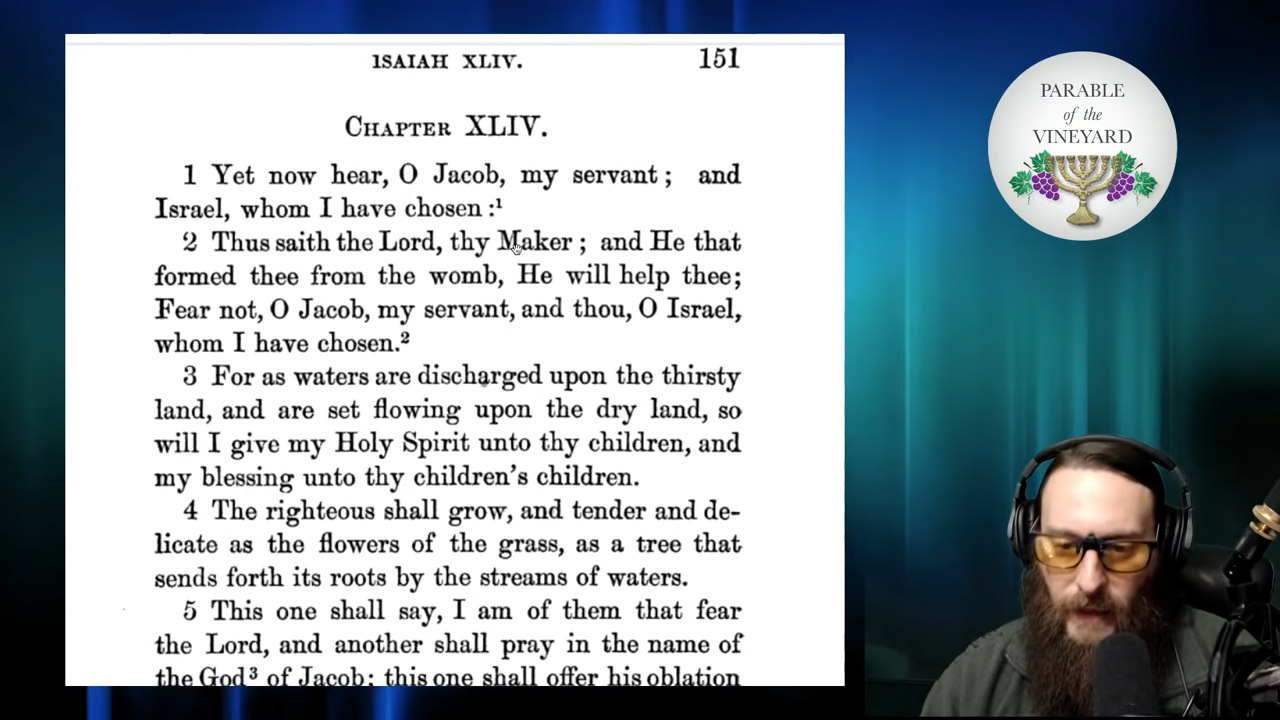 ISAIAH XLIV. 151
CHAPTER XLIV.
1 Yet now hear, O Jacob, my servant; and
Israel, whom I have chosen:¹
2 Thus saith the Lord, thy Maker; and He that
formed thee from the womb, He will help thee;
Fear not, O Jacob, my servant, and thou, O Israel,
whom I have chosen.²
3 For as waters are discharged upon the thirsty
land, and are set flowing upon the dry land, so
will I give my Holy Spirit unto thy children, and
my blessing unto thy children's children.
4 The righteous shall grow, and tender and de-
licate as the flowers of the grass, as a tree that
sends forth its roots by the streams of waters.
5 This one shall say, I am of them that fear
the Lord, and another shall pray in the name of
the God³ of Jacob; this one shall offer his oblation
PARABLE
of the
VINEYARD